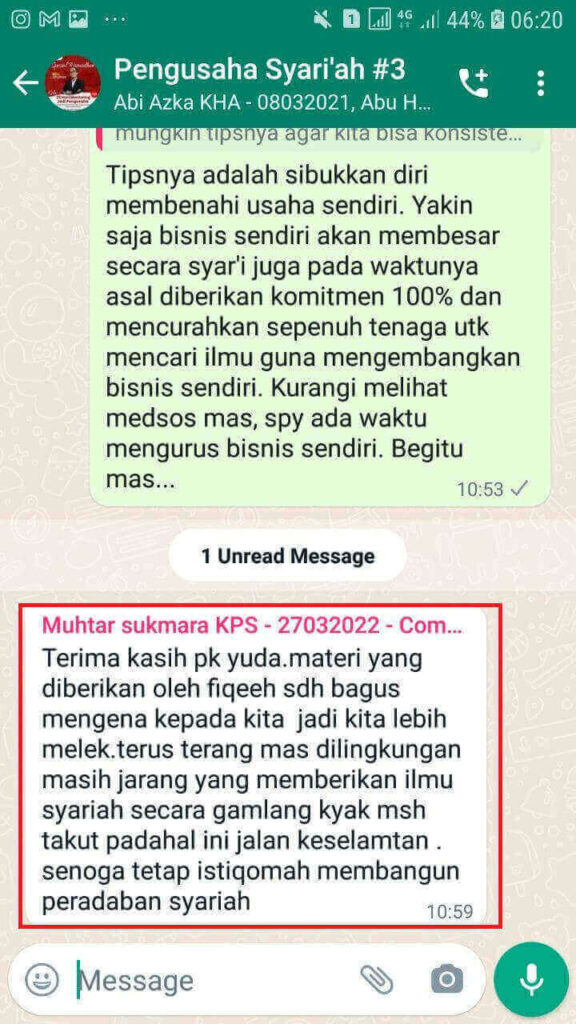 1 4G 44% 06:20
Pengusaha Syari'ah #3
Abi Azka KHA - 08032021, Abu H...
mungkin tipsnya agar kita bisa konsiste...
Tipsnya adalah sibukkan diri
membenahi usaha sendiri. Yakin
saja bisnis sendiri akan membesar
secara syar'i juga pada waktunya
asal diberikan komitmen 100% dan
mencurahkan sepenuh tenaga utk
mencari ilmu guna mengembangkan
bisnis sendiri. Kurangi melihat
medsos mas, spy ada waktu
mengurus bisnis sendiri. Begitu
mas...
10:53
1 Unread Message
Muhtar sukmara KPS - 27032022 - Com...
Terima kasih pk yuda.materi yang
diberikan oleh fiqeeh sdh bagus
mengena kepada kita jadi kita lebih
melek.terus terang mas dilingkungan
masih jarang yang memberikan ilmu
syariah secara gamlang kyak msh
takut padahal ini jalan keselamtan .
senoga tetap istiqomah membangun
peradaban syariah
10:59
Message